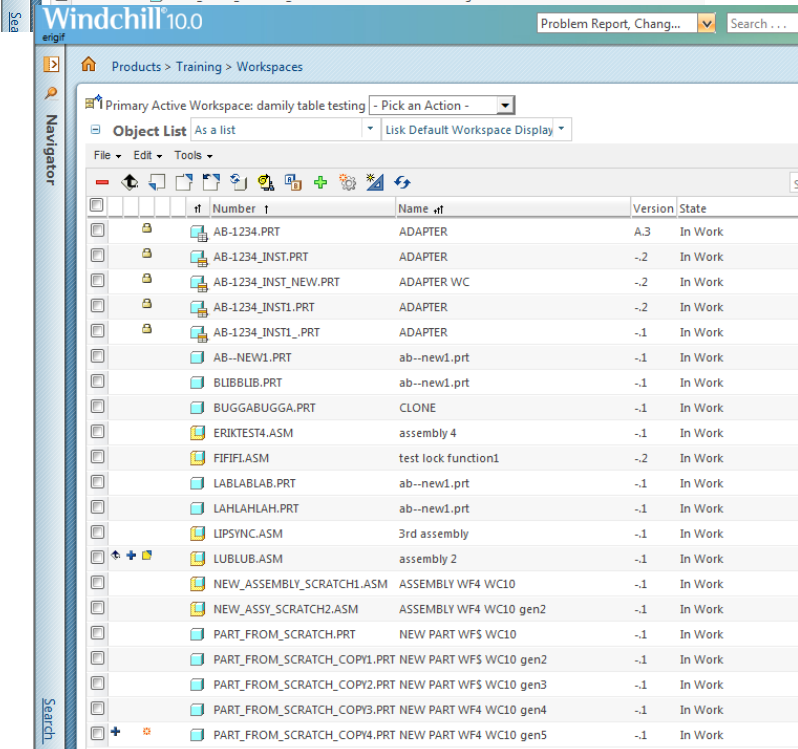 Sea
Windchill® 10.0
erigif
Problem Report, Chang...
Search . . .
Products > Training > Workspaces
Navigator
Primary Active Workspace: damily table testing - Pick an Action -
Object List As a list Lisk Default Workspace Display
File Edit Tools
Number Name Version State
AB-1234.PRT ADAPTER A.3 In Work
AB-1234_INST.PRT ADAPTER -.2 In Work
AB-1234_INST_NEW.PRT ADAPTER WC -.2 In Work
AB-1234_INST1.PRT ADAPTER -.2 In Work
AB-1234_INST1_.PRT ADAPTER -.1 In Work
AB--NEW1.PRT ab--new1.prt -.1 In Work
BLIBBLIB.PRT ab--new1.prt -.1 In Work
BUGGABUGGA.PRT CLONE -.1 In Work
ERIKTEST4.ASM assembly 4 -.1 In Work
FIFIFI.ASM test lock function1 -.2 In Work
LABLABLAB.PRT ab--new1.prt -.1 In Work
LAHLAHLAH.PRT ab--new1.prt -.1 In Work
LIPSYNC.ASM 3rd assembly -.1 In Work
LUBLUB.ASM assembly 2 -.1 In Work
NEW_ASSEMBLY_SCRATCH1.ASM ASSEMBLY WF4 WC10 -.1 In Work
NEW_ASSY_SCRATCH2.ASM ASSEMBLY WF4 WC10 gen2 -.1 In Work
PART_FROM_SCRATCH.PRT NEW PART WF$ WC10 -.1 In Work
PART_FROM_SCRATCH_COPY1.PRT NEW PART WF$ WC10 gen2 -.1 In Work
PART_FROM_SCRATCH_COPY2.PRT NEW PART WF$ WC10 gen3 -.1 In Work
PART_FROM_SCRATCH_COPY3.PRT NEW PART WF4 WC10 gen4 -.1 In Work
PART_FROM_SCRATCH_COPY4.PRT NEW PART WF4 WC10 gen5 -.1 In Work
Search